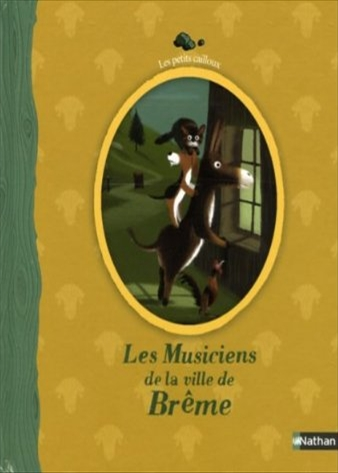 Les petits cailloux
Les Musiciens
de la ville de
Brême
Nathan